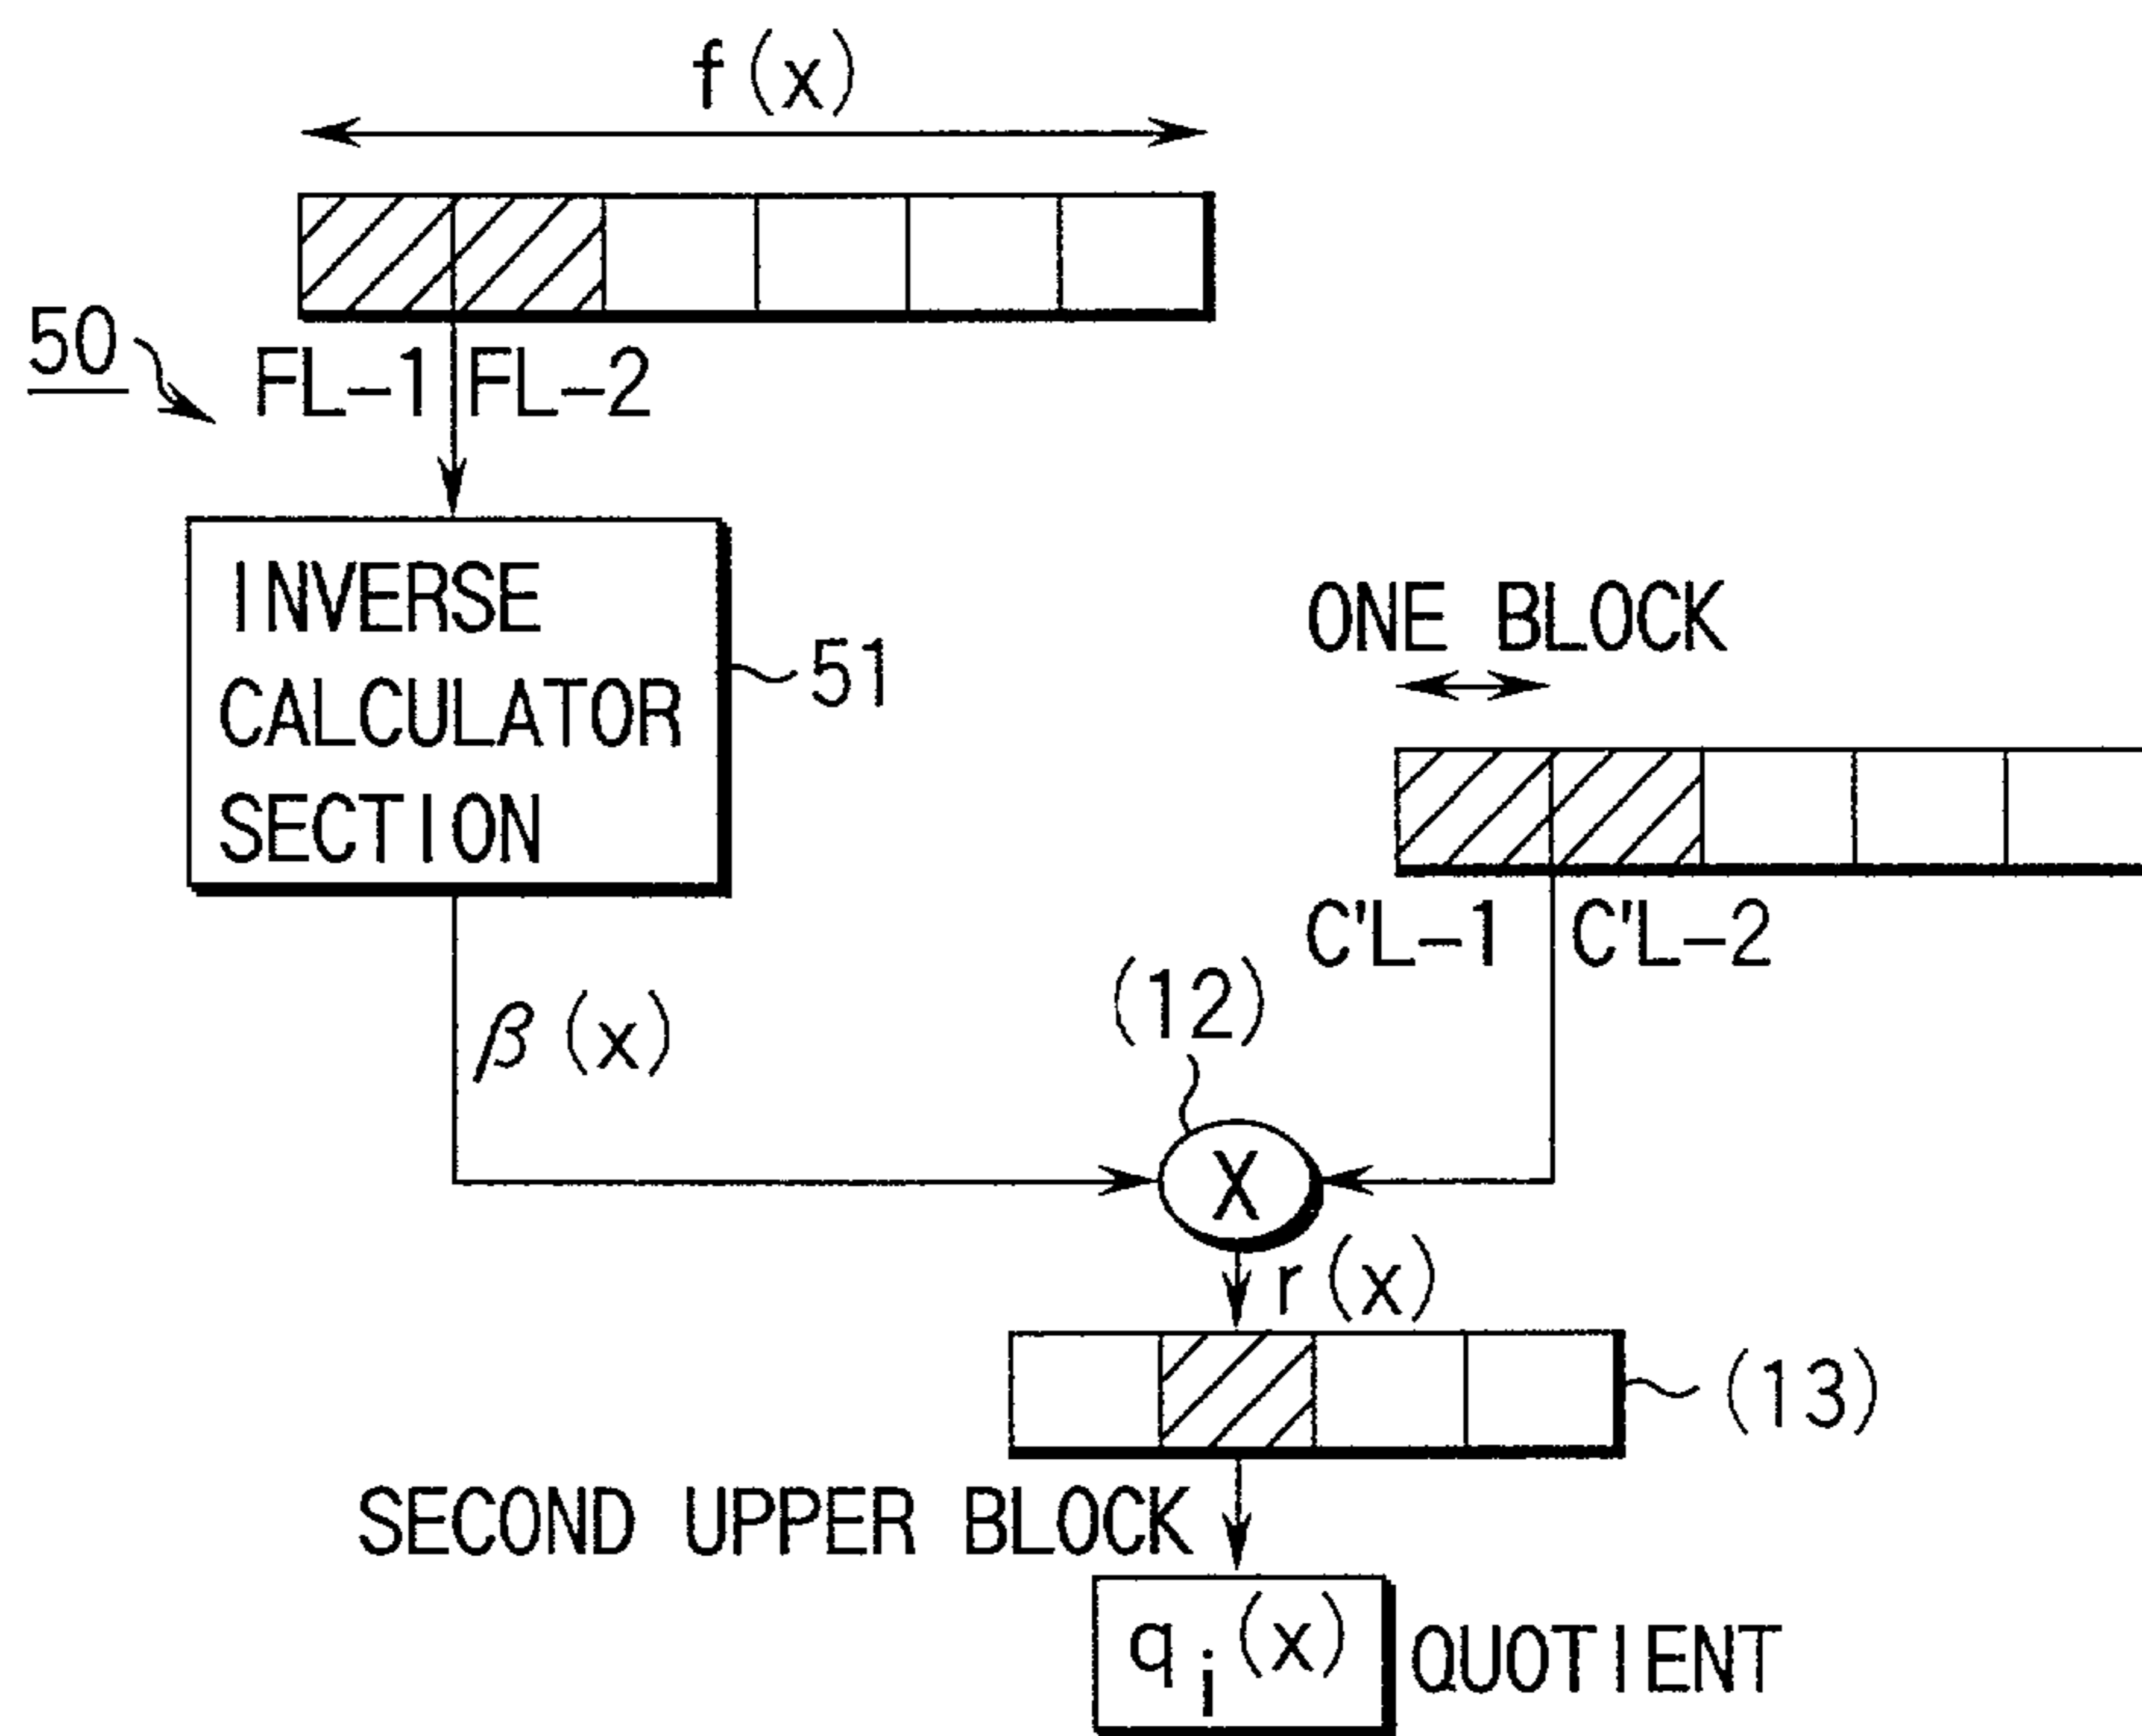 f(x)
50
FL-1 FL-2
INVERSE
CALCULATOR
SECTION
51
ONE BLOCK
C'L-1 C'L-2
β(x)
(12)
X
r(x)
(13)
SECOND UPPER BLOCK
qi(x) QUOTIENT